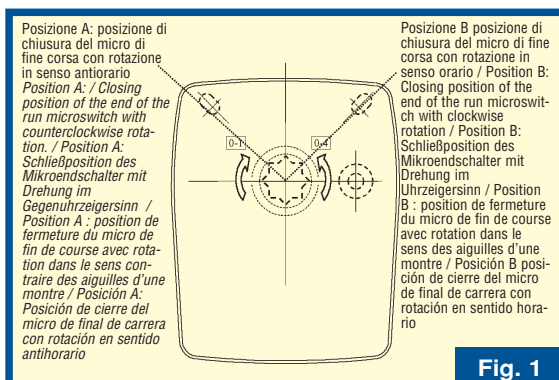 Posizione A: posizione di
chiusura del micro di
fine corsa con rotazione
in senso antiorario
Position A: / Closing
position of the end of the
run microswitch with
counterclockwise rota-
tion. / Position A:
Schließposition des
Mikroendschalter mit
Drehung im
Gegenuhrzeigersinn /
Position A : position de
fermeture du micro de
fin de course avec rota-
tion dans le sens con-
traire des aiguilles d'une
montre / Posición A:
Posición de cierre del
micro de final de carrera
con rotación en sentido
antihorario
0-1
0-4
Posizione B posizione di
chiusura del micro di fine
corsa con rotazione in
senso orario / Position B:
Closing position of the
end of the run microswit-
ch with clockwise
rotation / Position B:
Schließposition des
Mikroendschalter mit
Drehung im
Uhrzeigersinn / Position
B : position de fermeture
du micro de fin de course
avec rotation dans le
sens des aiguilles d'une
montre / Posición B posi-
ción de cierre del micro
de final de carrera con
rotación en sentido hora-
rio
Fig. 1